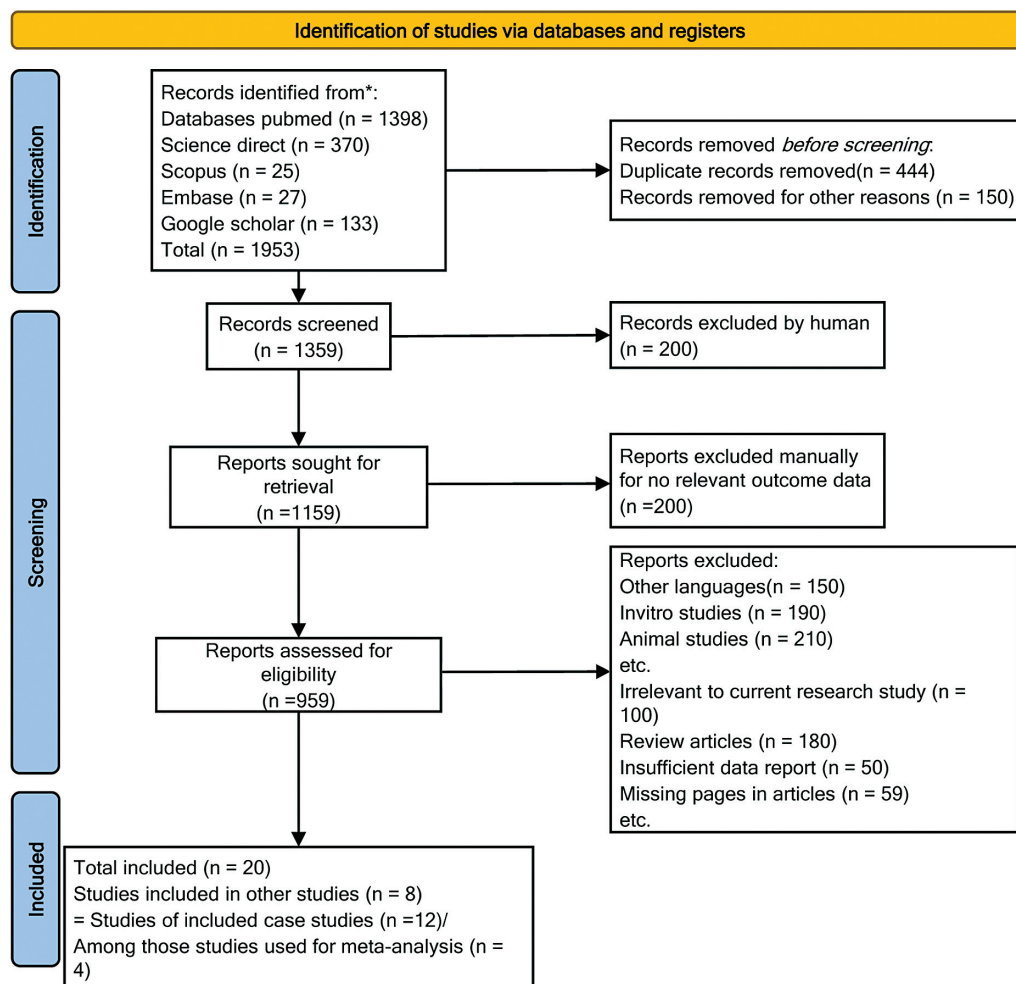 Identification of studies via databases and registers
Identification
Records identified from*:
Databases pubmed (n = 1398)
Science direct (n = 370)
Scopus (n = 25)
Embase (n = 27)
Google scholar (n = 133)
Total (n = 1953)
Records removed before screening:
Duplicate records removed(n = 444)
Records removed for other reasons (n = 150)
Screening
Records screened
(n = 1359)
Records excluded by human
(n = 200)
Reports sought for
retrieval
(n =1159)
Reports excluded manually
for no relevant outcome data
(n =200)
Reports assessed for
eligibility
(n =959)
Reports excluded:
Other languages(n = 150)
Invitro studies (n = 190)
Animal studies (n = 210)
etc.
Irrelevant to current research study (n =
100)
Review articles (n = 180)
Insufficient data report (n = 50)
Missing pages in articles (n = 59)
etc.
Included
Total included (n = 20)
Studies included in other studies (n = 8)
= Studies of included case studies (n =12)/
Among those studies used for meta-analysis (n =
4)